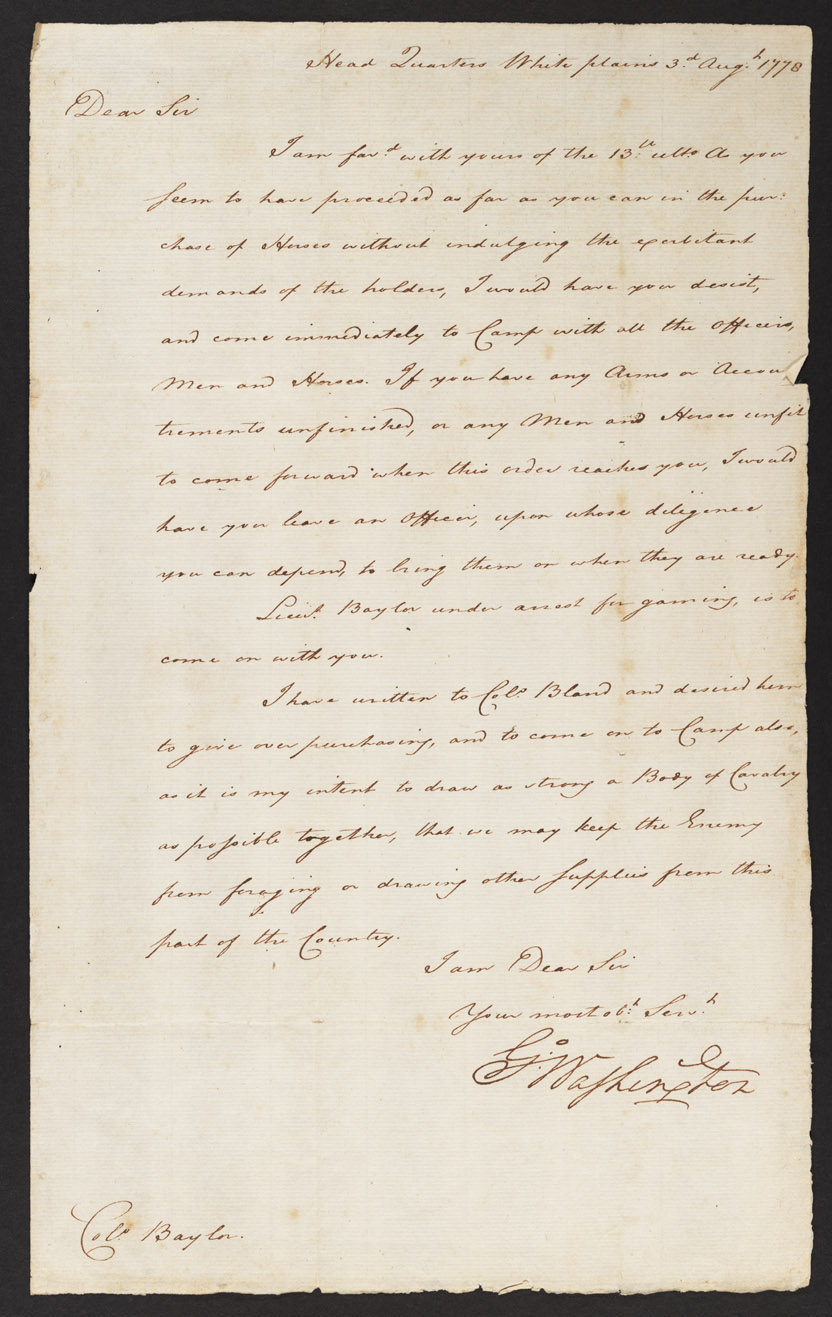 Head Quarters White plains 3.d Aug.t 1778
Dear Sir
I am fav.d with yours of the 13.th ulto As you
seem to have proceeded as far as you can in the pur:
chase of Horses without indulging the exorbitant
demands of the holders, I would have you desist,
and come immediately to Camp with all the Officers,
Men and Horses. If you have any Arms or Accou
trements unfinished, or any Men and Horses unfit
to come forward when this order reaches you, I would
have you leave an Officer, upon whose diligence
you can depend, to bring them on when they are ready.
Lieut. Baylor under arrest for gaming, is to
come on with you.
I have written to Colo. Bland and desired him
to give over purchasing, and to come on to Camp also,
as it is my intent to draw as strong a Body of Cavalry
as possible together, that we may keep the Enemy
from foraging or drawing other Supplies from this
part of the Country.
I am Dear Sir
Your most ob.t Serv.t
Go: Washington
Colo. Baylor.